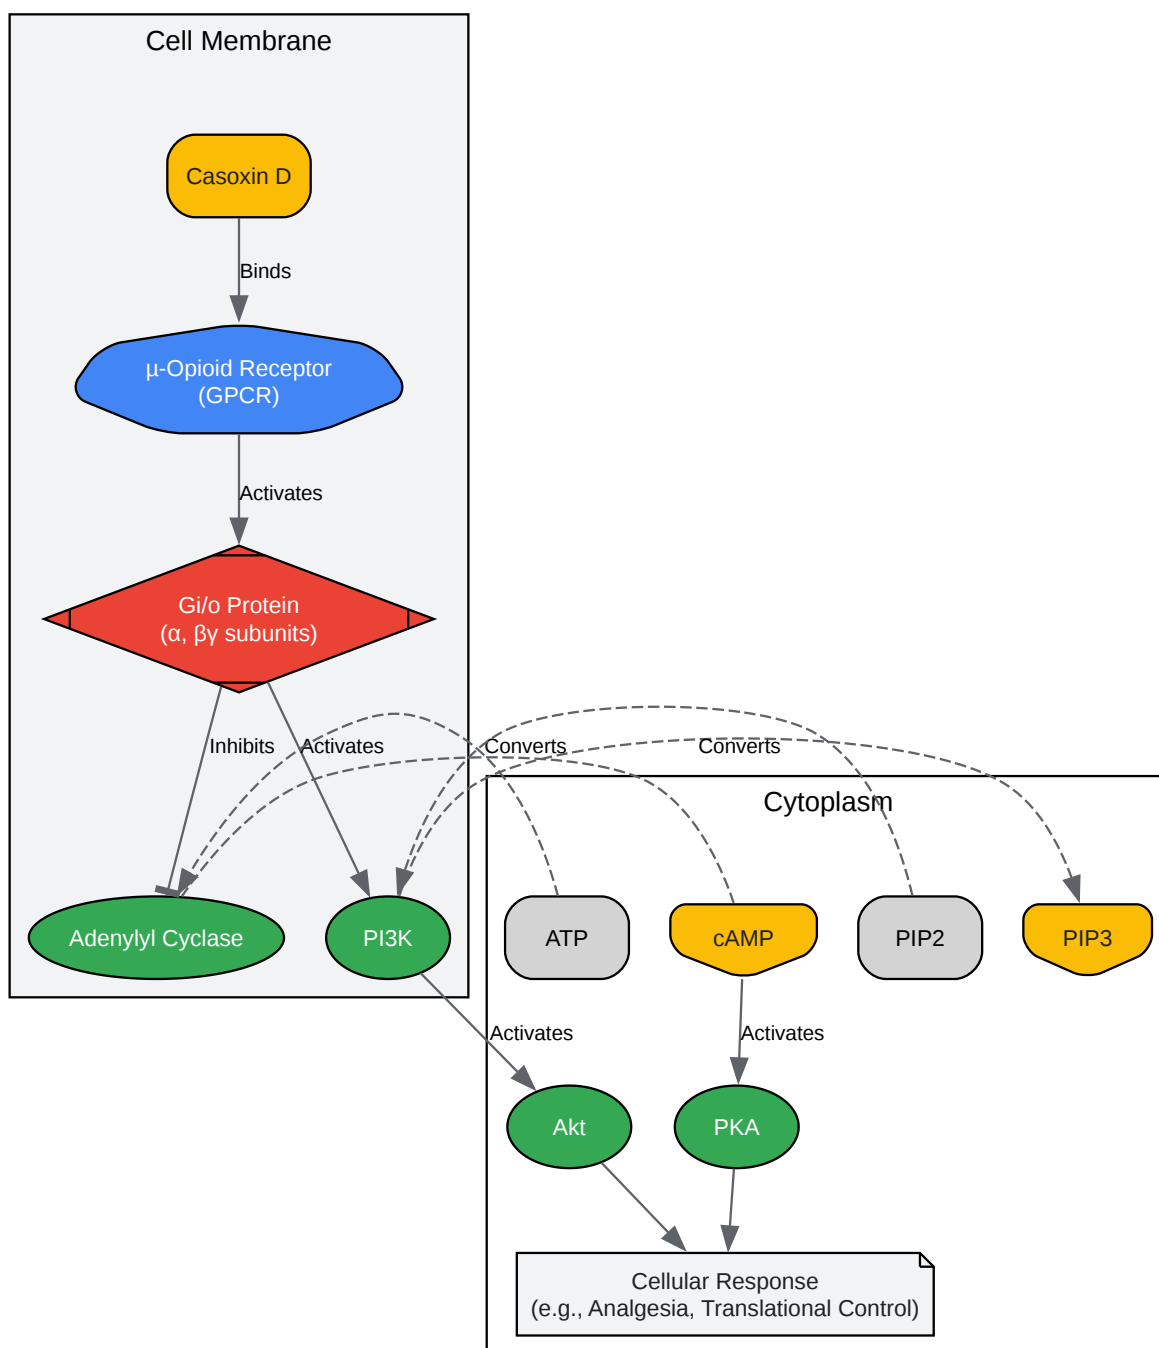 Cell Membrane
Casoxin D
Binds
µ-Opioid Receptor
(GPCR)
Activates
Gi/o Protein
(α, βγ subunits)
Inhibits
Activates
Converts
Converts
Cytoplasm
Adenylyl Cyclase
PI3K
ATP
cAMP
PIP2
PIP3
Activates
Activates
Akt
PKA
Cellular Response
(e.g., Analgesia, Translational Control)